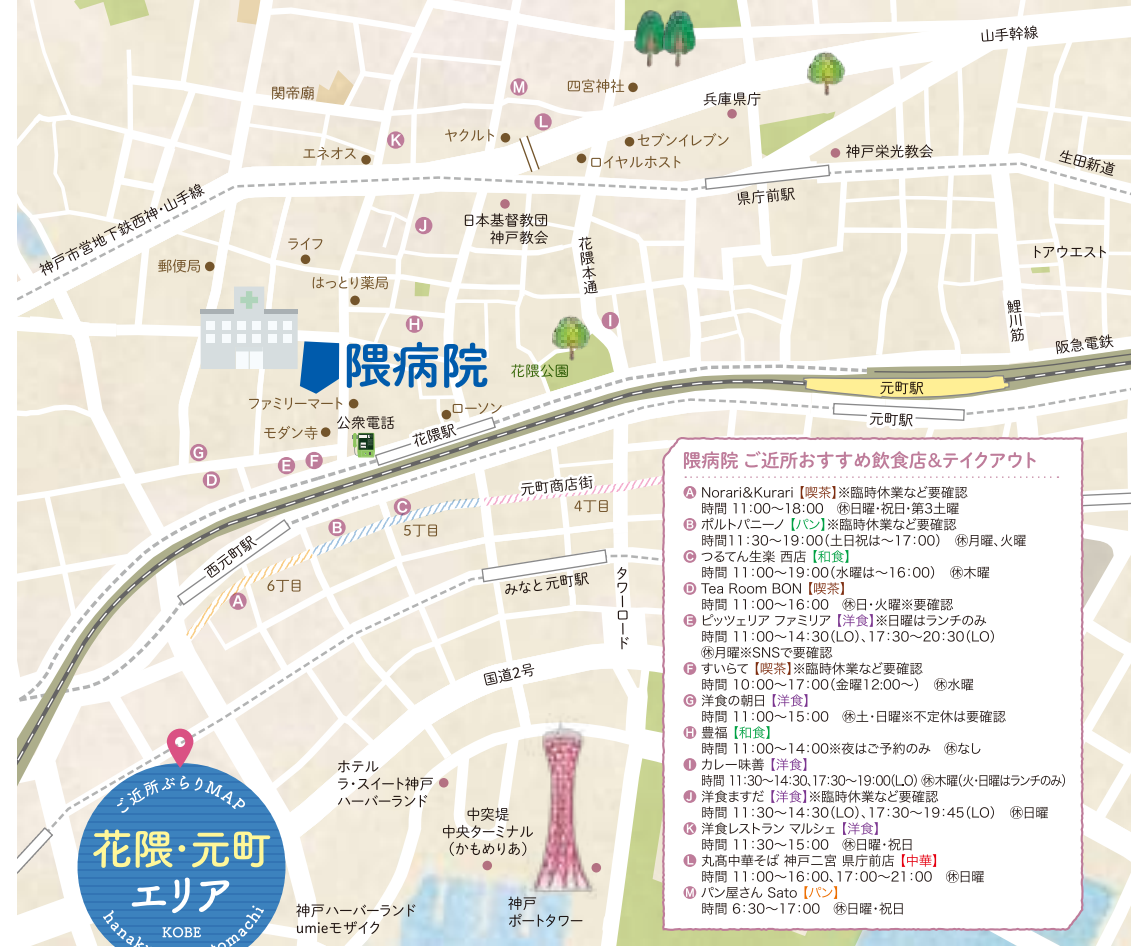 山手幹線
関帝廟
四宮神社
兵庫県庁
M
L
K
ヤクルト
セブンイレブン
エネオス
ロイヤルホスト
神戸栄光教会
生田新道
県庁前駅
神戸市営地下鉄西神・山手線
日本基督教団
神戸教会
J
花隈本通
トアウエスト
ライフ
郵便局
はっとり薬局
鯉川筋
H
I
阪急電鉄
隈病院
花隈公園
元町駅
元町駅
ファミリーマート
ローソン
公衆電話
モダン寺
花隈駅
G
D
E
F
元町商店街
4丁目
C
5丁目
B
西元町駅
6丁目
A
みなと元町駅
タワーロード
国道2号
ホテル
ラ・スイート神戸
ハーバーランド
中突堤
中央ターミナル
（かもめりあ）
神戸
ポートタワー
神戸ハーバーランド
umieモザイク
ご近所ぶらりMAP
花隈・元町
エリア
KOBE
隈病院 ご近所おすすめ飲食店&テイクアウト
A Norari&Kurari【喫茶】※臨時休業など要確認
時間 11：00〜18：00 ㊡日曜・祝日・第3土曜
B ポルトパニーノ【パン】※臨時休業など要確認
時間11：30〜19：00（土日祝は〜17：00） ㊡月曜、火曜
C つるてん生楽 西店【和食】
時間 11：00〜19：00（水曜は〜16：00） ㊡木曜
D Tea Room BON【喫茶】
時間 11：00〜16：00 ㊡日・火曜※要確認
E ピッツェリア ファミリア【洋食】※日曜はランチのみ
時間 11：00〜14：30（LO）、17：30〜20：30（LO）
㊡月曜※SNSで要確認
F すいらて【喫茶】※臨時休業など要確認
時間 10：00〜17：00（金曜12：00〜） ㊡水曜
G 洋食の朝日【洋食】
時間 11：00〜15：00 ㊡土・日曜※不定休は要確認
H 豊福【和食】
時間 11：00〜14：00※夜はご予約のみ ㊡なし
I カレー味善【洋食】
時間 11：30〜14：30、17：30〜19：00（LO） ㊡木曜（火・日曜はランチのみ）
J 洋食ますだ【洋食】※臨時休業など要確認
時間 11：30〜14：30（LO）、17：30〜19：45（LO） ㊡日曜
K 洋食レストラン マルシェ【洋食】
時間 11：30〜15：00 ㊡日曜・祝日
L 丸髙中華そば 神戸二宮 県庁前店【中華】
時間 11：00〜16：00、17：00〜21：00 ㊡日曜
M パン屋さん Sato【パン】
時間 6：30〜17：00 ㊡日曜・祝日